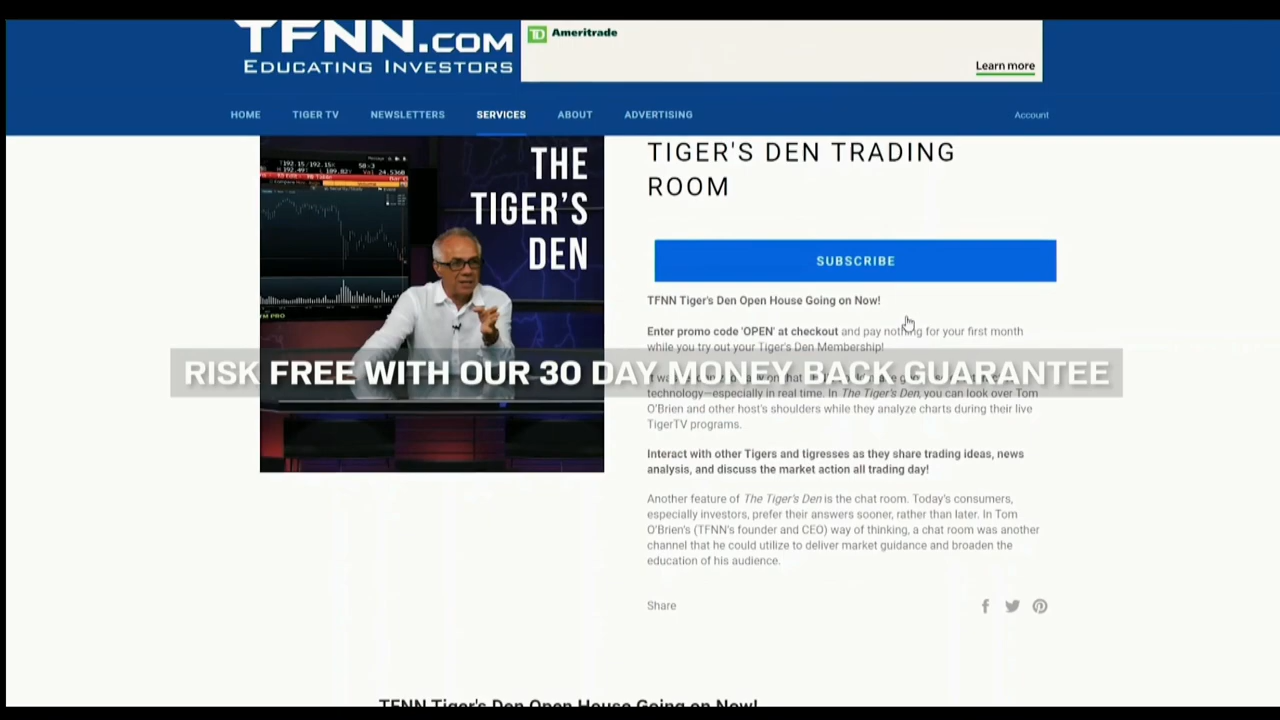 TFNN.COM
EDUCATING INVESTORS
TD Ameritrade
Learn more
HOME TIGER TV NEWSLETTERS SERVICES ABOUT ADVERTISING Account
THE
TIGER'S
DEN
TIGER'S DEN TRADING
ROOM
SUBSCRIBE
TFNN Tiger's Den Open House Going on Now!
Enter promo code 'OPEN' at checkout and pay nothing for your first month
while you try out your Tiger's Den Membership!
RISK FREE WITH OUR 30 DAY MONEY BACK GUARANTEE
technology—especially in real time. In The Tiger's Den, you can look over Tom
O'Brien and other host's shoulders while they analyze charts during their live
TigerTV programs.
Interact with other Tigers and tigresses as they share trading ideas, news
analysis, and discuss the market action all trading day!
Another feature of The Tiger's Den is the chat room. Today's consumers,
especially investors, prefer their answers sooner, rather than later. In Tom
O'Brien's (TFNN's founder and CEO) way of thinking, a chat room was another
channel that he could utilize to deliver market guidance and broaden the
education of his audience.
Share
TFNN Tiger's Den Open House Going on Now!